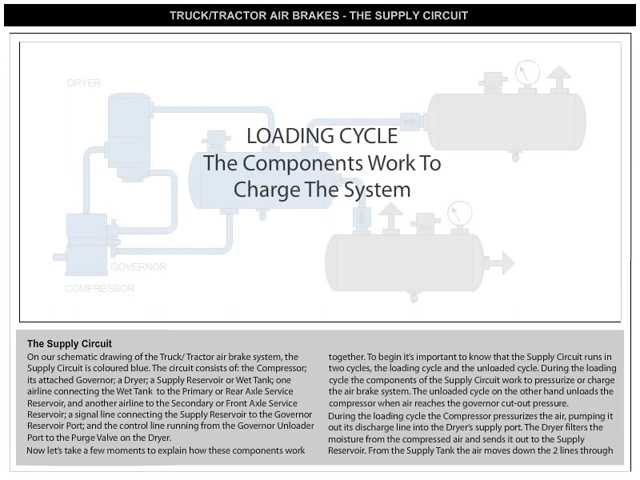 TRUCK/TRACTOR AIR BRAKES - THE SUPPLY CIRCUIT
DRYER
LOADING CYCLE
The Components Work To
Charge The System
GOVERNOR
COMPRESSOR
The Supply Circuit
On our schematic drawing of the Truck/ Tractor air brake system, the
Supply Circuit is coloured blue. The circuit consists of: the Compressor;
its attached Governor; a Dryer; a Supply Reservoir or Wet Tank; one
airline connecting the Wet Tank to the Primary or Rear Axle Service
Reservoir, and another airline to the Secondary or Front Axle Service
Reservoir; a signal line connecting the Supply Reservoir to the Governor
Reservoir Port; and the control line running from the Governor Unloader
Port to the Purge Valve on the Dryer.
Now let's take a few moments to explain how these components work
together. To begin it's important to know that the Supply Circuit runs in
two cycles, the loading cycle and the unloaded cycle. During the loading
cycle the components of the Supply Circuit work to pressurize or charge
the air brake system. The unloaded cycle on the other hand unloads the
compressor when air reaches the governor cut-out pressure.
During the loading cycle the Compressor pressurizes the air, pumping it
out its discharge line into the Dryer's supply port. The Dryer filters the
moisture from the compressed air and sends it out to the Supply
Reservoir. From the Supply Tank the air moves down the 2 lines through